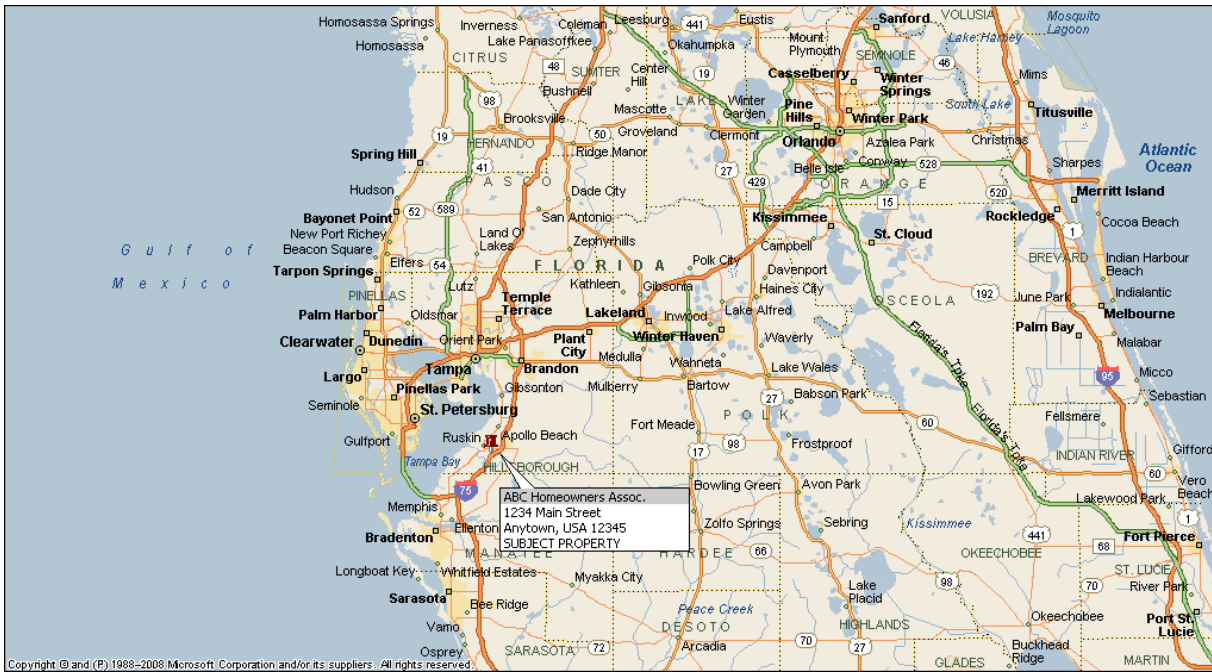 Homosassa Springs
Inverness
Coleman
Leesburg
441
Eustis
Sanford
VOLUSIA
Mosquito
Lagoon
Homosassa
Lake Panasoffkee
Okahumpka
Mount
Plymouth
Lake Harney
CITRUS
SEMINOLE
48
SUMTER
Center
Hill
19
Casselberry
Winter
Springs
46
Mims
98
Bushnell
Mascotte
LAKE
Winter
Garden
Pine
Hills
Winter Park
South Lake
Titusville
Brooksville
19
HERNANDO
50
Groveland
Clermont
Orlando
Azalea Park
Christmas
Atlantic
Ocean
Spring Hill
41
Ridge Manor
27
Belle Isle
Conway
528
Sharpes
PASCO
Hudson
Dade City
429
ORANGE
520
Merritt Island
Bayonet Point
52
589
San Antonio
15
Kissimmee
Rockledge
Cocoa Beach
New Port Richey
Land O'
Lakes
St. Cloud
1
Gulf of
Mexico
Beacon Square
Zephyrhills
Campbell
BREVARD
Indian Harbour
Beach
Elfers
54
FLORIDA
Polk City
Davenport
Tarpon Springs
Lutz
Kathleen
Gibsonia
Haines City
OSCEOLA
192
June Park
Indialantic
PINELLAS
Temple
Terrace
Lakeland
Inwood
Lake Alfred
Palm Harbor
Oldsmar
Melbourne
Palm Bay
Clearwater
Dunedin
Orient Park
Plant
City
Winter Haven
Waverly
Florida's Tpke
Malabar
Tampa
Brandon
Medulla
Wahneta
Largo
Lake Wales
95
Micco
Pinellas Park
Gibsonton
Mulberry
Bartow
Babson Park
Sebastian
Seminole
St. Petersburg
27
POLK
60
Florida's Tpke
Fellsmere
Gulfport
Ruskin
Apollo Beach
Fort Meade
98
Frostproof
Tampa Bay
HILLSBOROUGH
17
INDIAN RIVER
Gifford
60
75
Bowling Green
Avon Park
Vero
Beach
ABC Homeowners Assoc.
1234 Main Street
Anytown, USA 12345
SUBJECT PROPERTY
Lakewood Park
Memphis
Ellenton
Zolfo Springs
Sebring
Kissimmee
1
Bradenton
441
Fort Pierce
MANATEE
HARDEE
66
OKEECHOBEE
68
Longboat Key
Whitfield Estates
Myakka City
98
70
ST. LUCIE
River Park
Sarasota
Lake
Placid
Bee Ridge
Peace Creek
Okeechobee
Port St.
Lucie
Vamo
DESOTO
HIGHLANDS
Osprey
SARASOTA
72
Arcadia
70
27
Buckhead
Ridge
GLADES
MARTIN
Copyright © and (P) 1988–2008 Microsoft Corporation and/or its suppliers. All rights reserved.